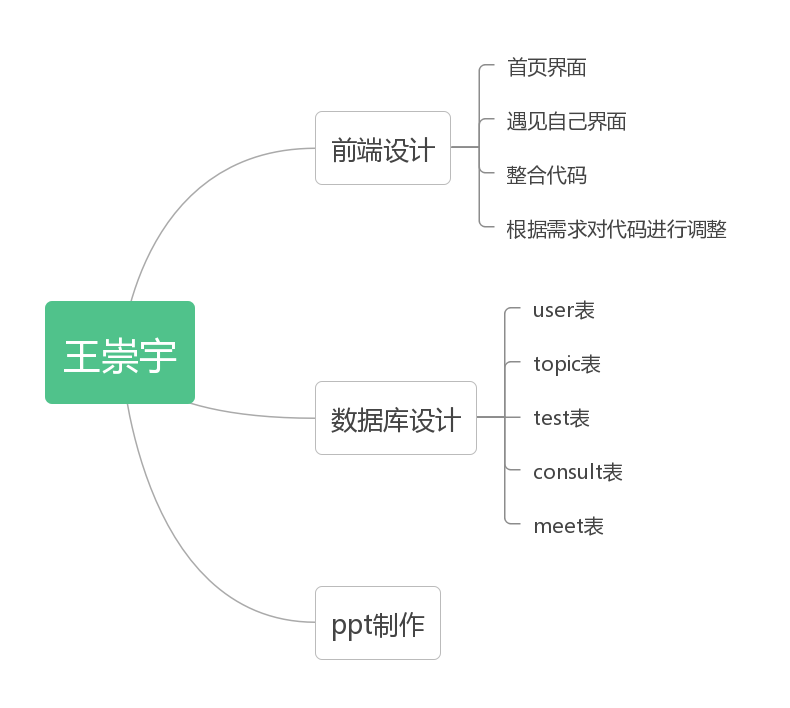 王崇宇
前端设计
首页界面
遇见自己界面
整合代码
根据需求对代码进行调整
数据库设计
user表
topic表
test表
consult表
meet表
ppt制作